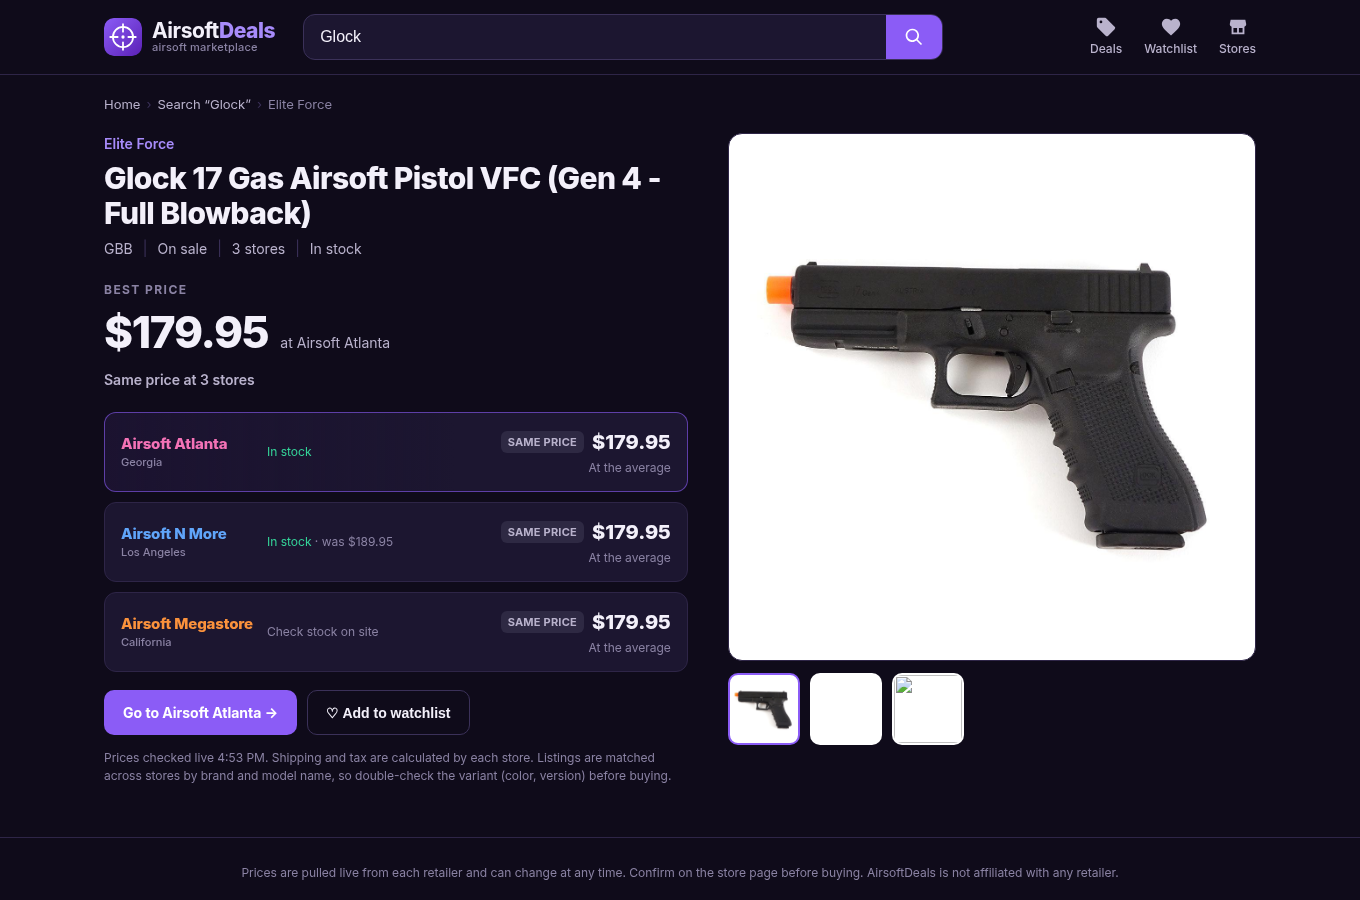 AirsoftDeals
airsoft marketplace
Glock
Deals
Watchlist
Stores
Home › Search “Glock” › Elite Force
Elite Force
Glock 17 Gas Airsoft Pistol VFC (Gen 4 -
Full Blowback)
GBB | On sale | 3 stores | In stock
BEST PRICE
$179.95 at Airsoft Atlanta
Same price at 3 stores
Airsoft Atlanta
Georgia
In stock
SAME PRICE $179.95
At the average
Airsoft N More
Los Angeles
In stock · was $189.95
SAME PRICE $179.95
At the average
Airsoft Megastore
California
Check stock on site
SAME PRICE $179.95
At the average
Go to Airsoft Atlanta →
♡ Add to watchlist
Prices checked live 4:53 PM. Shipping and tax are calculated by each store. Listings are matched
across stores by brand and model name, so double-check the variant (color, version) before buying.
Prices are pulled live from each retailer and can change at any time. Confirm on the store page before buying. AirsoftDeals is not affiliated with any retailer.